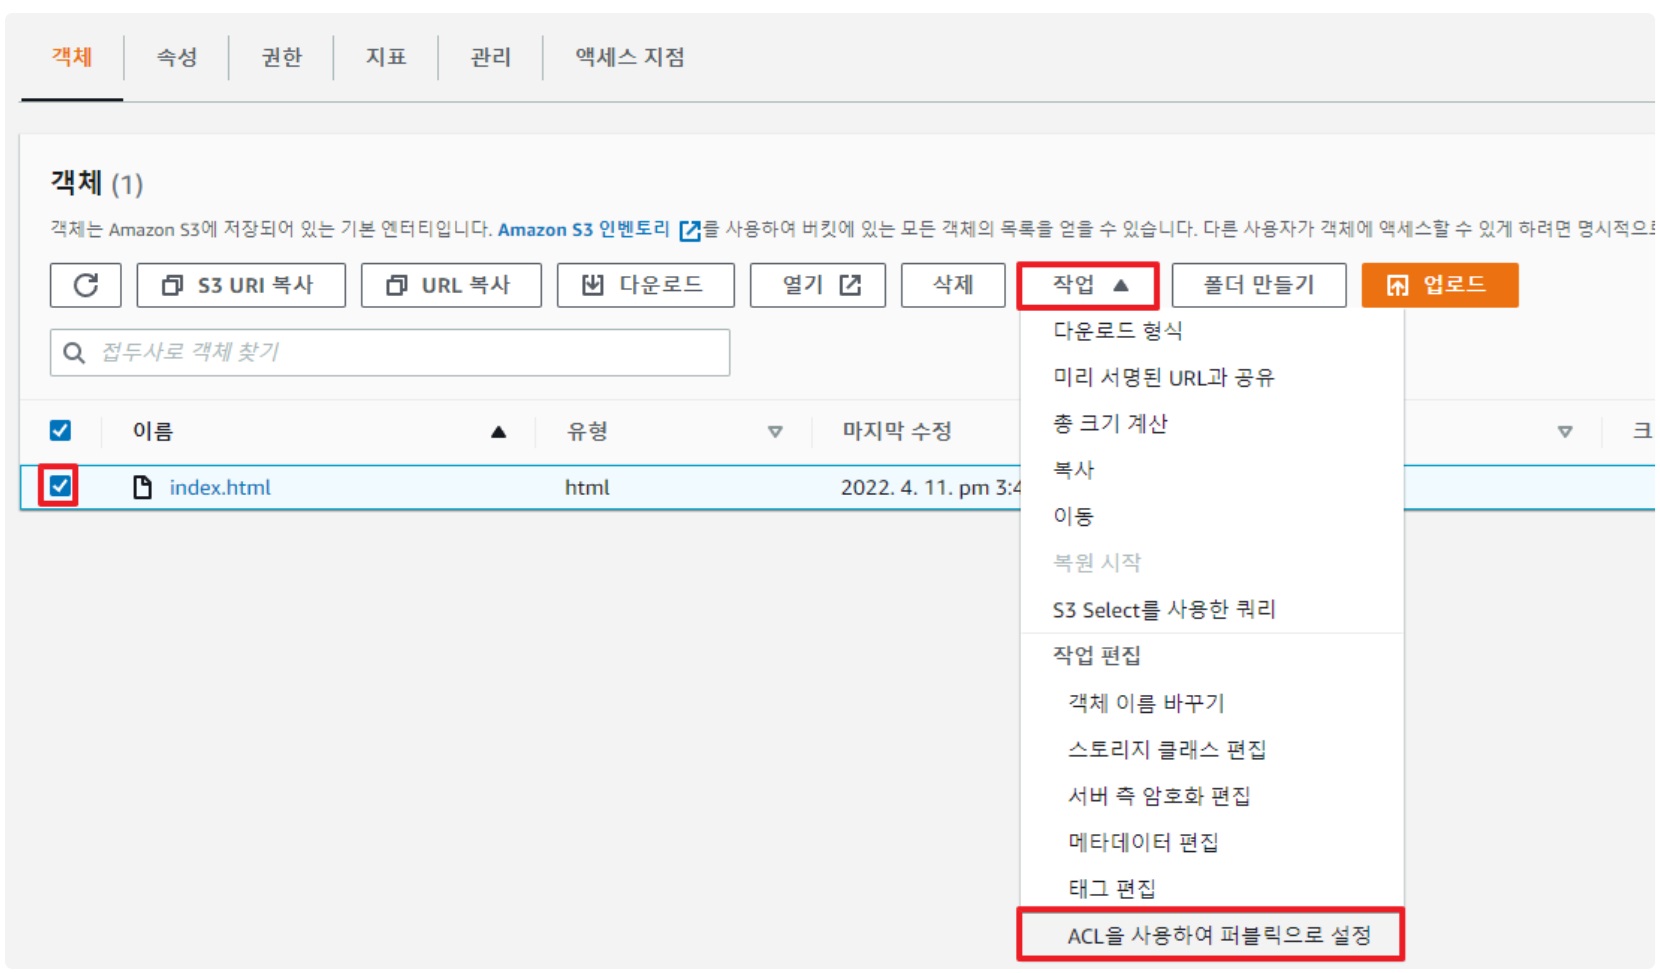 객체 속성 권한 지표 관리 액세스 지점
객체 (1)
객체는 Amazon S3에 저장되어 있는 기본 엔터티입니다. Amazon S3 인벤토리 를 사용하여 버킷에 있는 모든 객체의 목록을 얻을 수 있습니다. 다른 사용자가 객체에 액세스할 수 있게 하려면 명시적으로
S3 URI 복사 URL 복사 다운로드 열기 삭제 작업 폴더 만들기 업로드
접두사로 객체 찾기
이름 유형 마지막 수정 크
index.html html 2022. 4. 11. pm 3:4
다운로드 형식
미리 서명된 URL과 공유
총 크기 계산
복사
이동
복원 시작
S3 Select를 사용한 쿼리
작업 편집
객체 이름 바꾸기
스토리지 클래스 편집
서버 측 암호화 편집
메타데이터 편집
태그 편집
ACL을 사용하여 퍼블릭으로 설정